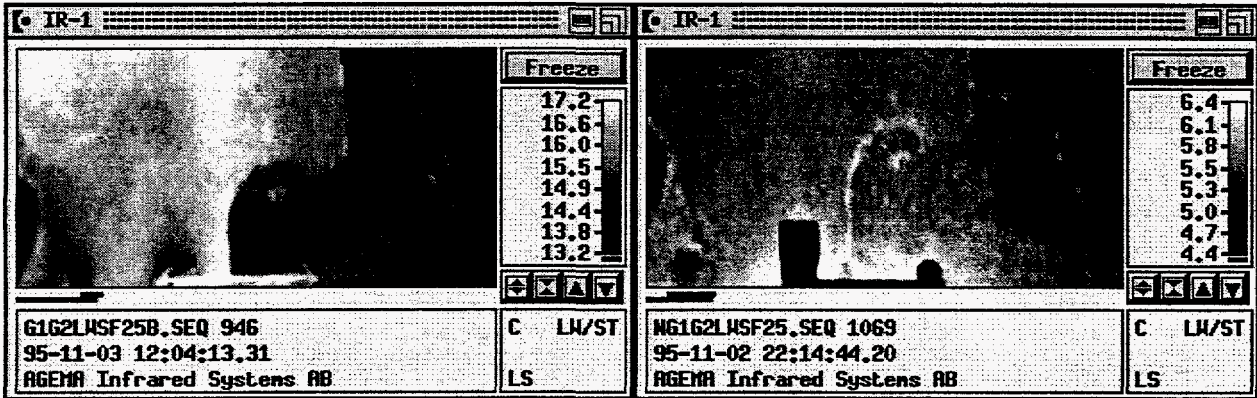 IR-1
Freeze
17.2
16.6
16.0
15.5
14.9
14.4
13.8
13.2
G1G2LWSF25B.SEQ 946
95-11-03 12:04:13.31
AGEMA Infrared Systems AB
C LW/ST
LS
IR-1
Freeze
6.4
6.1
5.8
5.5
5.3
5.0
4.7
4.4
NG1G2LWSF25.SEQ 1069
95-11-02 22:14:44.20
AGEMA Infrared Systems AB
C LW/ST
LS